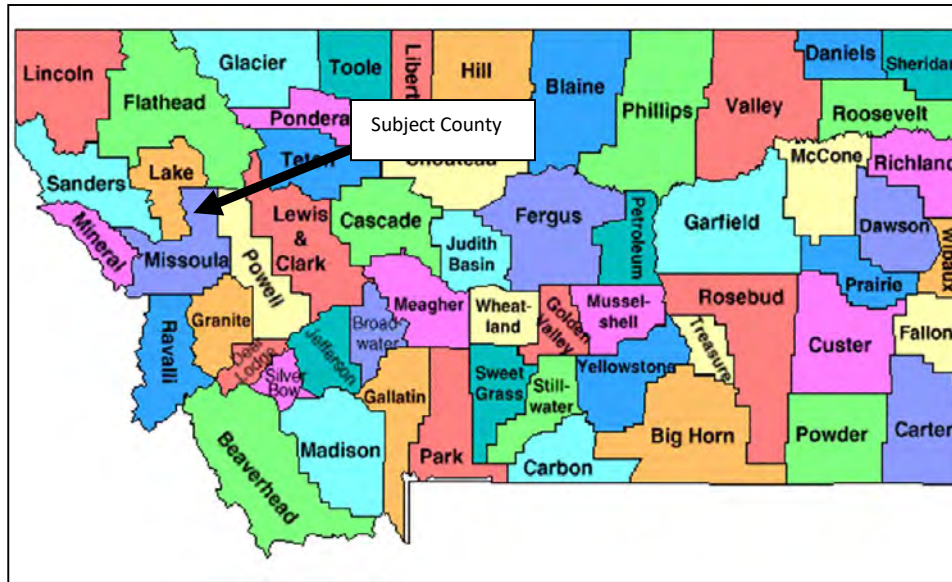 Lincoln
Flathead
Glacier
Toole
Libert
Hill
Blaine
Phillips
Valley
Daniels
Sheridan
Roosevelt
Pondera
Subject County
Teton
Chouteau
McCone
Richland
Sanders
Lake
Lewis
&
Clark
Cascade
Judith
Basin
Fergus
Petroleum
Garfield
Dawson
Wibaux
Mineral
Missoula
Powell
Meagher
Prairie
Ravalli
Granite
Deer
Lodge
Silver
Bow
Jefferson
Broad-
water
Wheat-
land
Golden
Valley
Mussel-
shell
Rosebud
Treasure
Custer
Fallon
Gallatin
Sweet
Grass
Still-
water
Yellowstone
Beaverhead
Madison
Park
Carbon
Big Horn
Powder
Carter